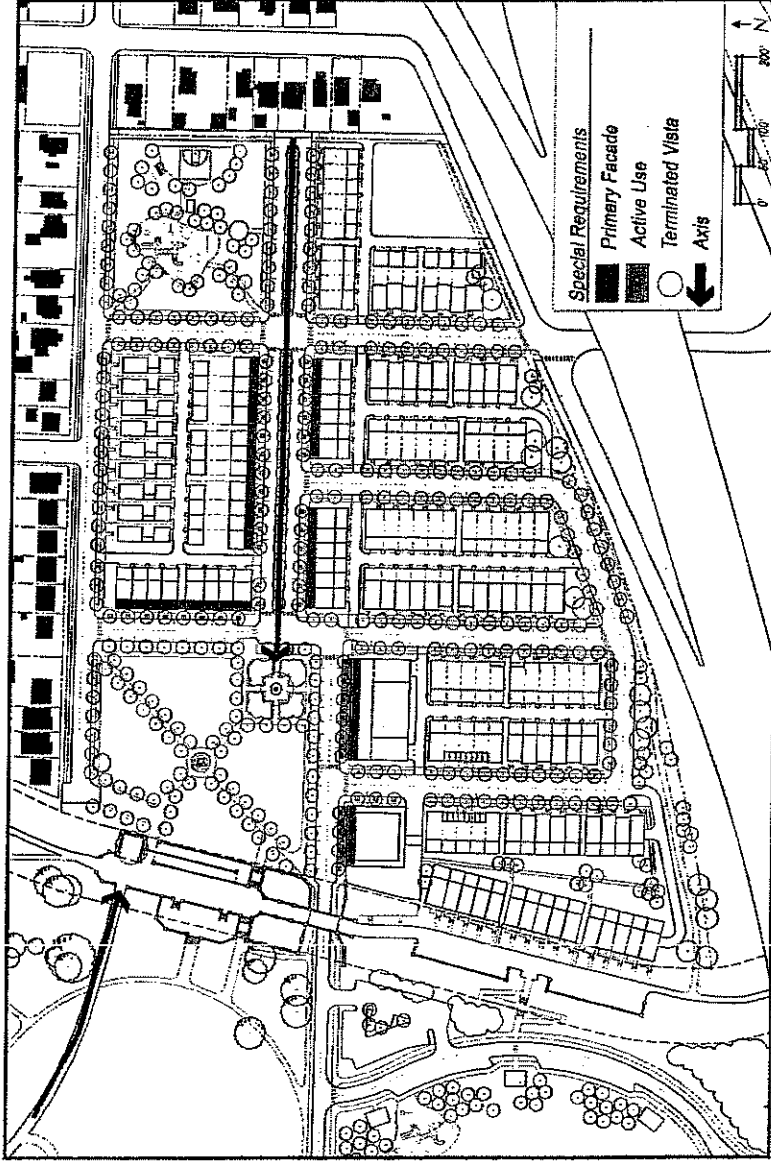 Special Requirements
Primary Facade
Active Use
Terminated Vista
Axis
N
0' 50' 100' 200'